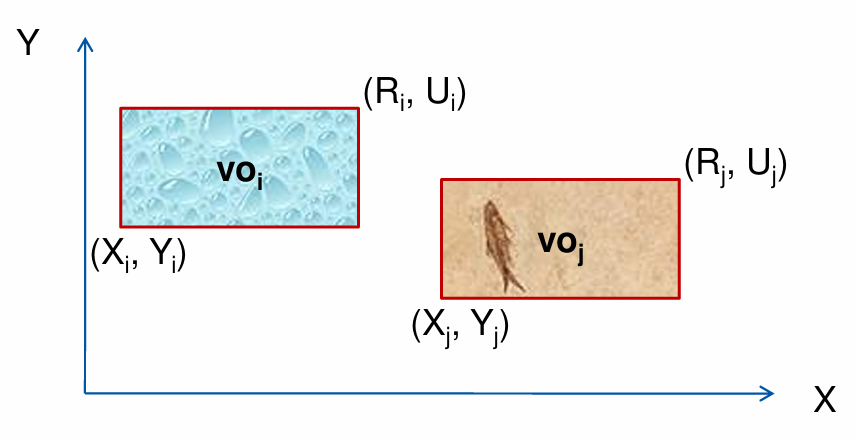 Y
(Rᵢ, Uᵢ)
voᵢ
(Rⱼ, Uⱼ)
(Xᵢ, Yᵢ)
voⱼ
(Xⱼ, Yⱼ)
X